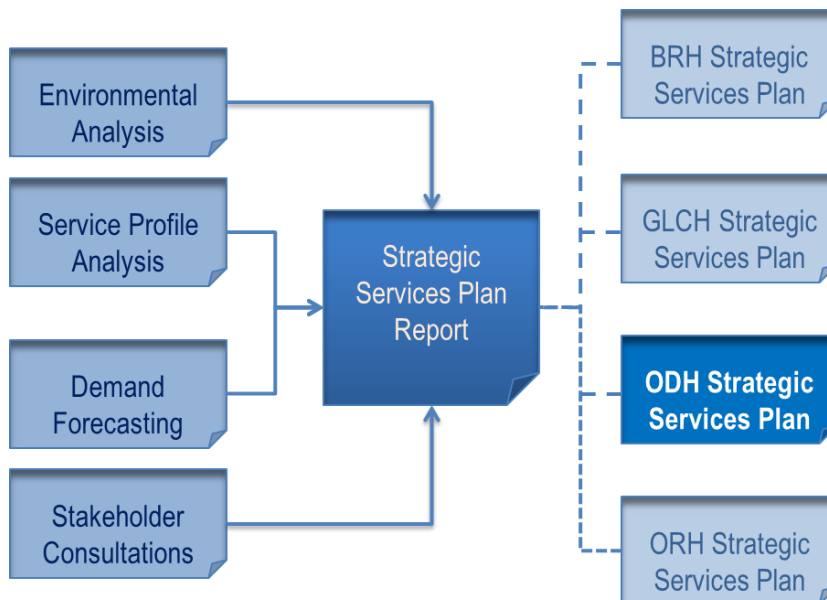 Environmental
Analysis
Service Profile
Analysis
Demand
Forecasting
Stakeholder
Consultations
Strategic
Services Plan
Report
BRH Strategic
Services Plan
GLCH Strategic
Services Plan
ODH Strategic
Services Plan
ORH Strategic
Services Plan